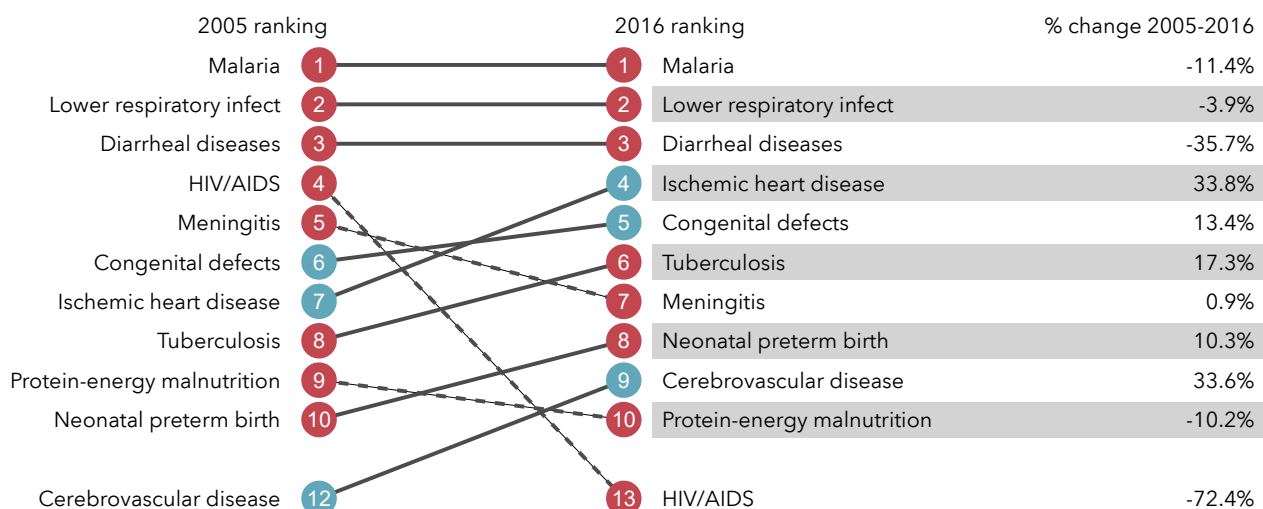 2005 ranking 2016 ranking % change 2005-2016
Malaria 1 1 Malaria -11.4%
Lower respiratory infect 2 2 Lower respiratory infect -3.9%
Diarrheal diseases 3 3 Diarrheal diseases -35.7%
HIV/AIDS 4 4 Ischemic heart disease 33.8%
Meningitis 5 5 Congenital defects 13.4%
Congenital defects 6 6 Tuberculosis 17.3%
Ischemic heart disease 7 7 Meningitis 0.9%
Tuberculosis 8 8 Neonatal preterm birth 10.3%
Protein-energy malnutrition 9 9 Cerebrovascular disease 33.6%
Neonatal preterm birth 10 10 Protein-energy malnutrition -10.2%
Cerebrovascular disease 12 13 HIV/AIDS -72.4%